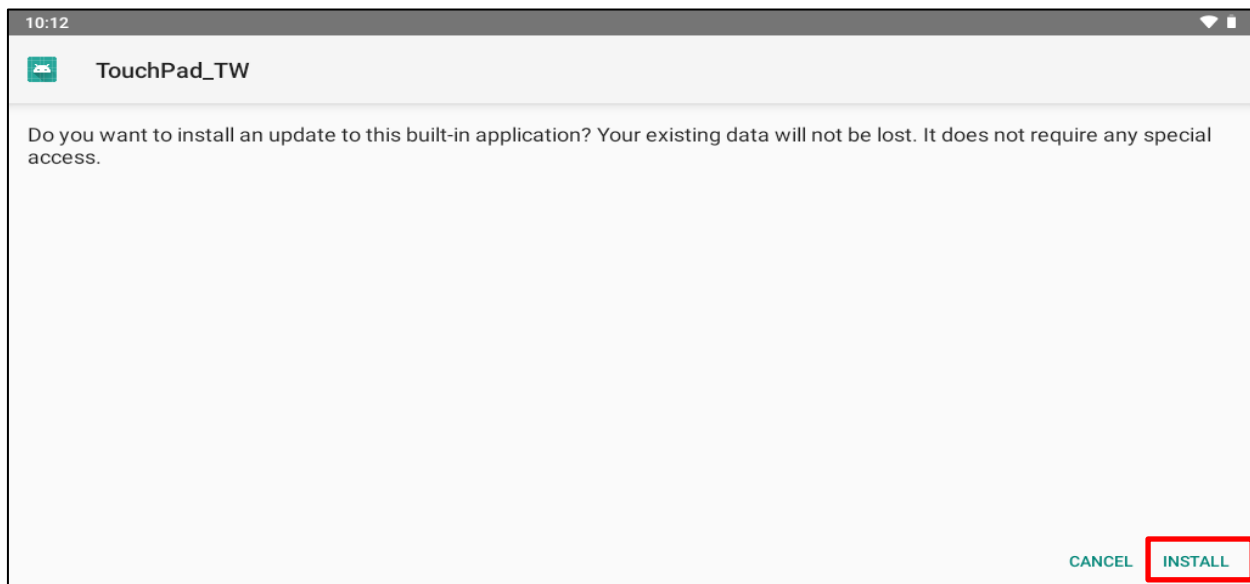 10:12
TouchPad_TW
Do you want to install an update to this built-in application? Your existing data will not be lost. It does not require any special
access.
CANCEL INSTALL